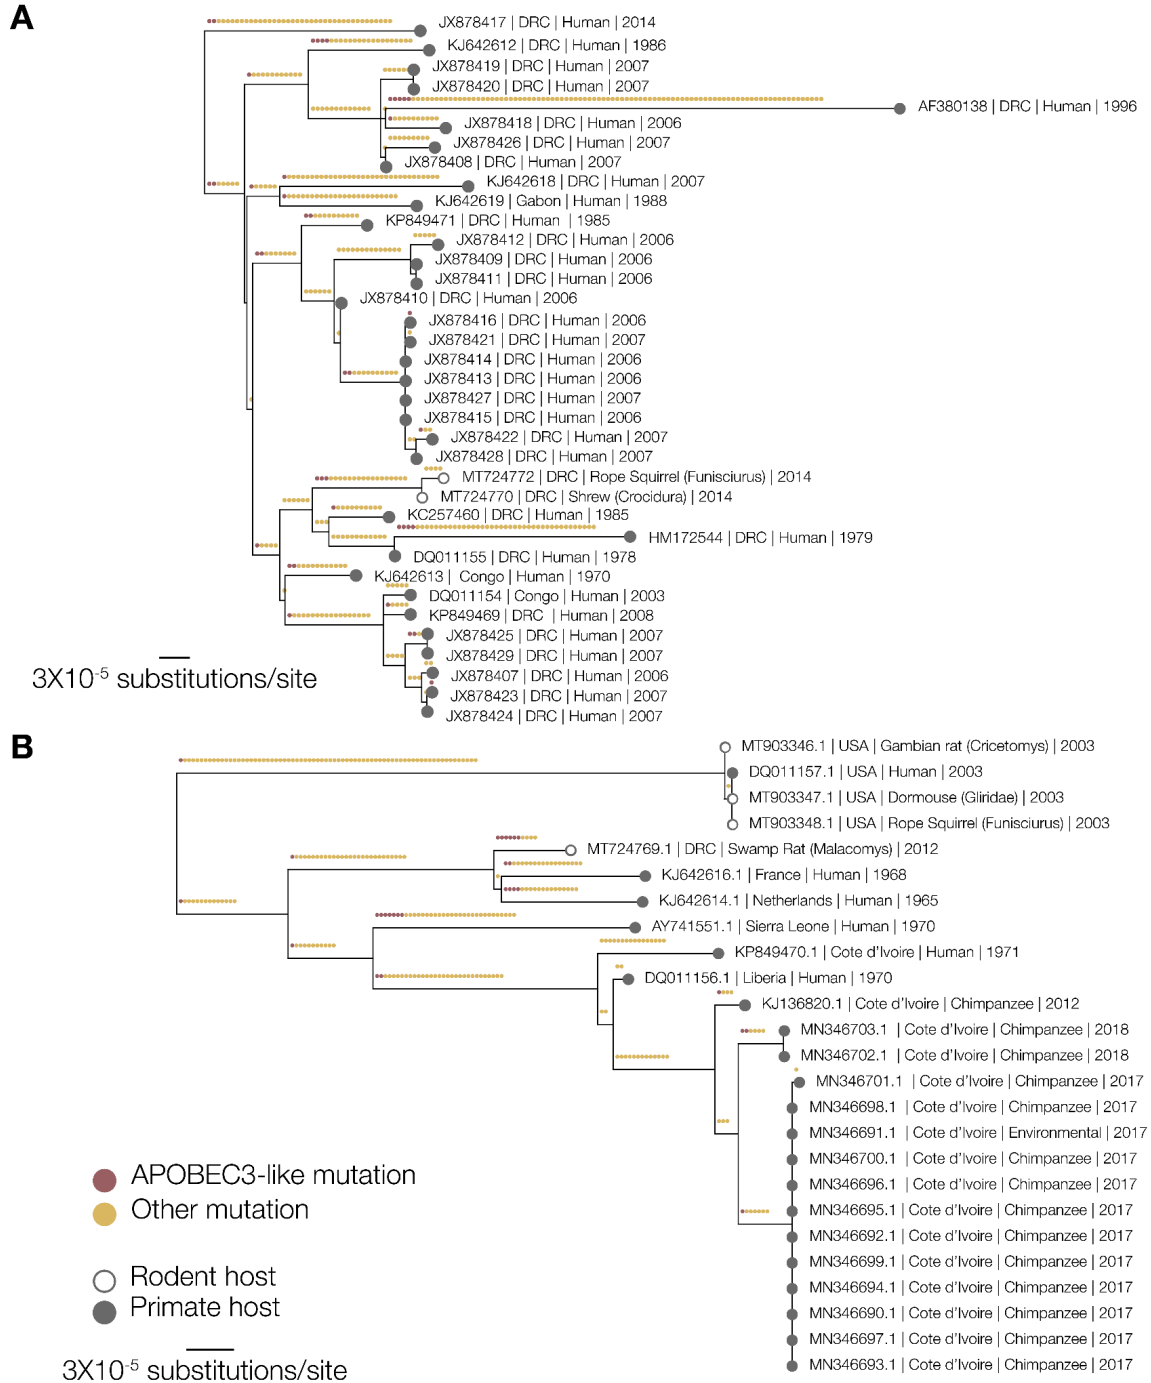 A
JX878417 | DRC | Human | 2014
KJ642612 | DRC | Human | 1986
JX878419 | DRC | Human | 2007
JX878420 | DRC | Human | 2007
AF380138 | DRC | Human | 1996
JX878418 | DRC | Human | 2006
JX878426 | DRC | Human | 2007
JX878408 | DRC | Human | 2007
KJ642618 | DRC | Human | 2007
KJ642619 | Gabon | Human | 1988
KP849471 | DRC | Human | 1985
JX878412 | DRC | Human | 2006
JX878409 | DRC | Human | 2006
JX878411 | DRC | Human | 2006
JX878410 | DRC | Human | 2006
JX878416 | DRC | Human | 2006
JX878421 | DRC | Human | 2007
JX878414 | DRC | Human | 2006
JX878413 | DRC | Human | 2006
JX878427 | DRC | Human | 2007
JX878415 | DRC | Human | 2006
JX878422 | DRC | Human | 2007
JX878428 | DRC | Human | 2007
MT724772 | DRC | Rope Squirrel (Funisciurus) | 2014
MT724770 | DRC | Shrew (Crocidura) | 2014
KC257460 | DRC | Human | 1985
HM172544 | DRC | Human | 1979
DQ011155 | DRC | Human | 1978
KJ642613 | Congo | Human | 1970
DQ011154 | Congo | Human | 2003
KP849469 | DRC | Human | 2008
JX878425 | DRC | Human | 2007
JX878429 | DRC | Human | 2007
JX878407 | DRC | Human | 2006
JX878423 | DRC | Human | 2007
JX878424 | DRC | Human | 2007
3X10-5 substitutions/site
B
MT903346.1 | USA | Gambian rat (Cricetomys) | 2003
DQ011157.1 | USA | Human | 2003
MT903347.1 | USA | Dormouse (Gliridae) | 2003
MT903348.1 | USA | Rope Squirrel (Funisciurus) | 2003
MT724769.1 | DRC | Swamp Rat (Malacomys) | 2012
KJ642616.1 | France | Human | 1968
KJ642614.1 | Netherlands | Human | 1965
AY741551.1 | Sierra Leone | Human | 1970
KP849470.1 | Cote d'Ivoire | Human | 1971
DQ011156.1 | Liberia | Human | 1970
KJ136820.1 | Cote d'Ivoire | Chimpanzee | 2012
MN346703.1 | Cote d'Ivoire | Chimpanzee | 2018
MN346702.1 | Cote d'Ivoire | Chimpanzee | 2018
MN346701.1 | Cote d'Ivoire | Chimpanzee | 2017
MN346698.1 | Cote d'Ivoire | Chimpanzee | 2017
MN346691.1 | Cote d'Ivoire | Environmental | 2017
MN346700.1 | Cote d'Ivoire | Chimpanzee | 2017
MN346696.1 | Cote d'Ivoire | Chimpanzee | 2017
MN346695.1 | Cote d'Ivoire | Chimpanzee | 2017
MN346692.1 | Cote d'Ivoire | Chimpanzee | 2017
MN346699.1 | Cote d'Ivoire | Chimpanzee | 2017
MN346694.1 | Cote d'Ivoire | Chimpanzee | 2017
MN346690.1 | Cote d'Ivoire | Chimpanzee | 2017
MN346697.1 | Cote d'Ivoire | Chimpanzee | 2017
MN346693.1 | Cote d'Ivoire | Chimpanzee | 2017
APOBEC3-like mutation
Other mutation
Rodent host
Primate host
3X10-5 substitutions/site